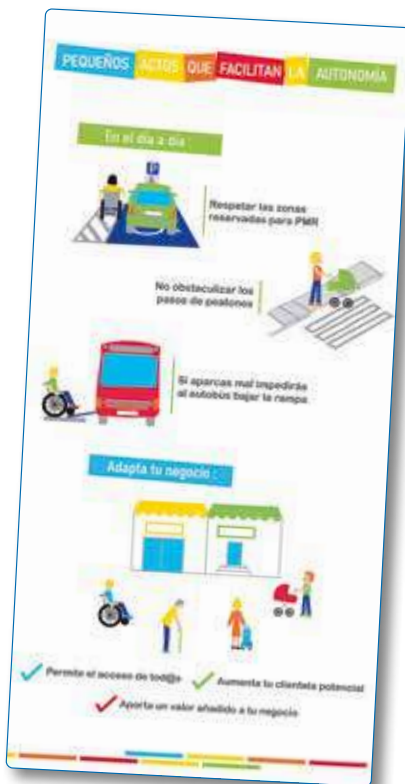 PEQUEÑOS ACTOS QUE FACILITAN LA AUTONOMÍA
En el día a día
P
Respetar las zonas
reservadas para PMR
No obstaculizar los
pasos de peatones
Si aparcas mal impedirás
al autobús bajar la rampa
Adapta tu negocio:
Permite el acceso de tod@s
Aumenta tu clientela potencial
Aporta un valor añadido a tu negocio